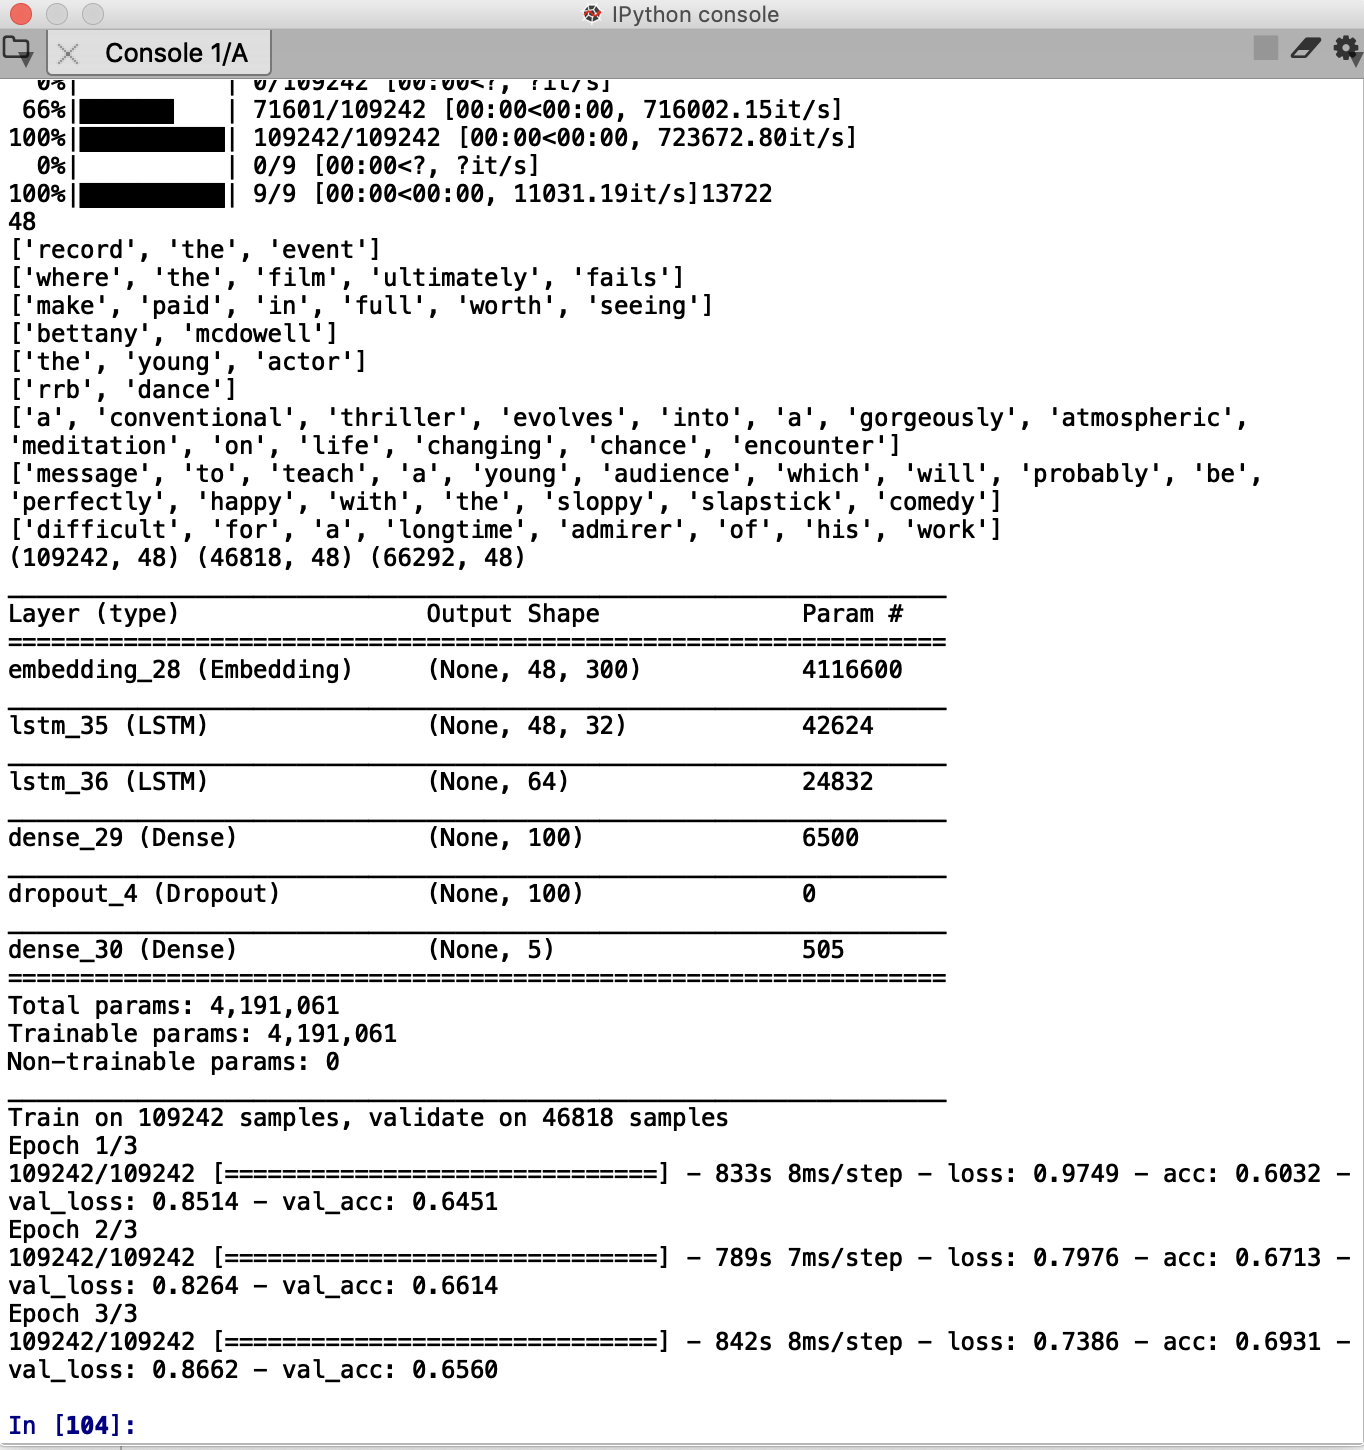 IPython console
Console 1/A
0%| | 0/109242 [00:00<?, ?it/s]
66%| | 71601/109242 [00:00<00:00, 716002.15it/s]
100%| | 109242/109242 [00:00<00:00, 723672.80it/s]
0%| | 0/9 [00:00<?, ?it/s]
100%| | 9/9 [00:00<00:00, 11031.19it/s]13722
48
['record', 'the', 'event']
['where', 'the', 'film', 'ultimately', 'fails']
['make', 'paid', 'in', 'full', 'worth', 'seeing']
['bettany', 'mcdowell']
['the', 'young', 'actor']
['rrb', 'dance']
['a', 'conventional', 'thriller', 'evolves', 'into', 'a', 'gorgeously', 'atmospheric',
'meditation', 'on', 'life', 'changing', 'chance', 'encounter']
['message', 'to', 'teach', 'a', 'young', 'audience', 'which', 'will', 'probably', 'be',
'perfectly', 'happy', 'with', 'the', 'sloppy', 'slapstick', 'comedy']
['difficult', 'for', 'a', 'longtime', 'admirer', 'of', 'his', 'work']
(109242, 48) (46818, 48) (66292, 48)
_________________________________________________________________
Layer (type) Output Shape Param #
=================================================================
embedding_28 (Embedding) (None, 48, 300) 4116600
_________________________________________________________________
lstm_35 (LSTM) (None, 48, 32) 42624
_________________________________________________________________
lstm_36 (LSTM) (None, 64) 24832
_________________________________________________________________
dense_29 (Dense) (None, 100) 6500
_________________________________________________________________
dropout_4 (Dropout) (None, 100) 0
_________________________________________________________________
dense_30 (Dense) (None, 5) 505
=================================================================
Total params: 4,191,061
Trainable params: 4,191,061
Non-trainable params: 0
_________________________________________________________________
Train on 109242 samples, validate on 46818 samples
Epoch 1/3
109242/109242 [==============================] - 833s 8ms/step - loss: 0.9749 - acc: 0.6032 -
val_loss: 0.8514 - val_acc: 0.6451
Epoch 2/3
109242/109242 [==============================] - 789s 7ms/step - loss: 0.7976 - acc: 0.6713 -
val_loss: 0.8264 - val_acc: 0.6614
Epoch 3/3
109242/109242 [==============================] - 842s 8ms/step - loss: 0.7386 - acc: 0.6931 -
val_loss: 0.8662 - val_acc: 0.6560
In [104]: